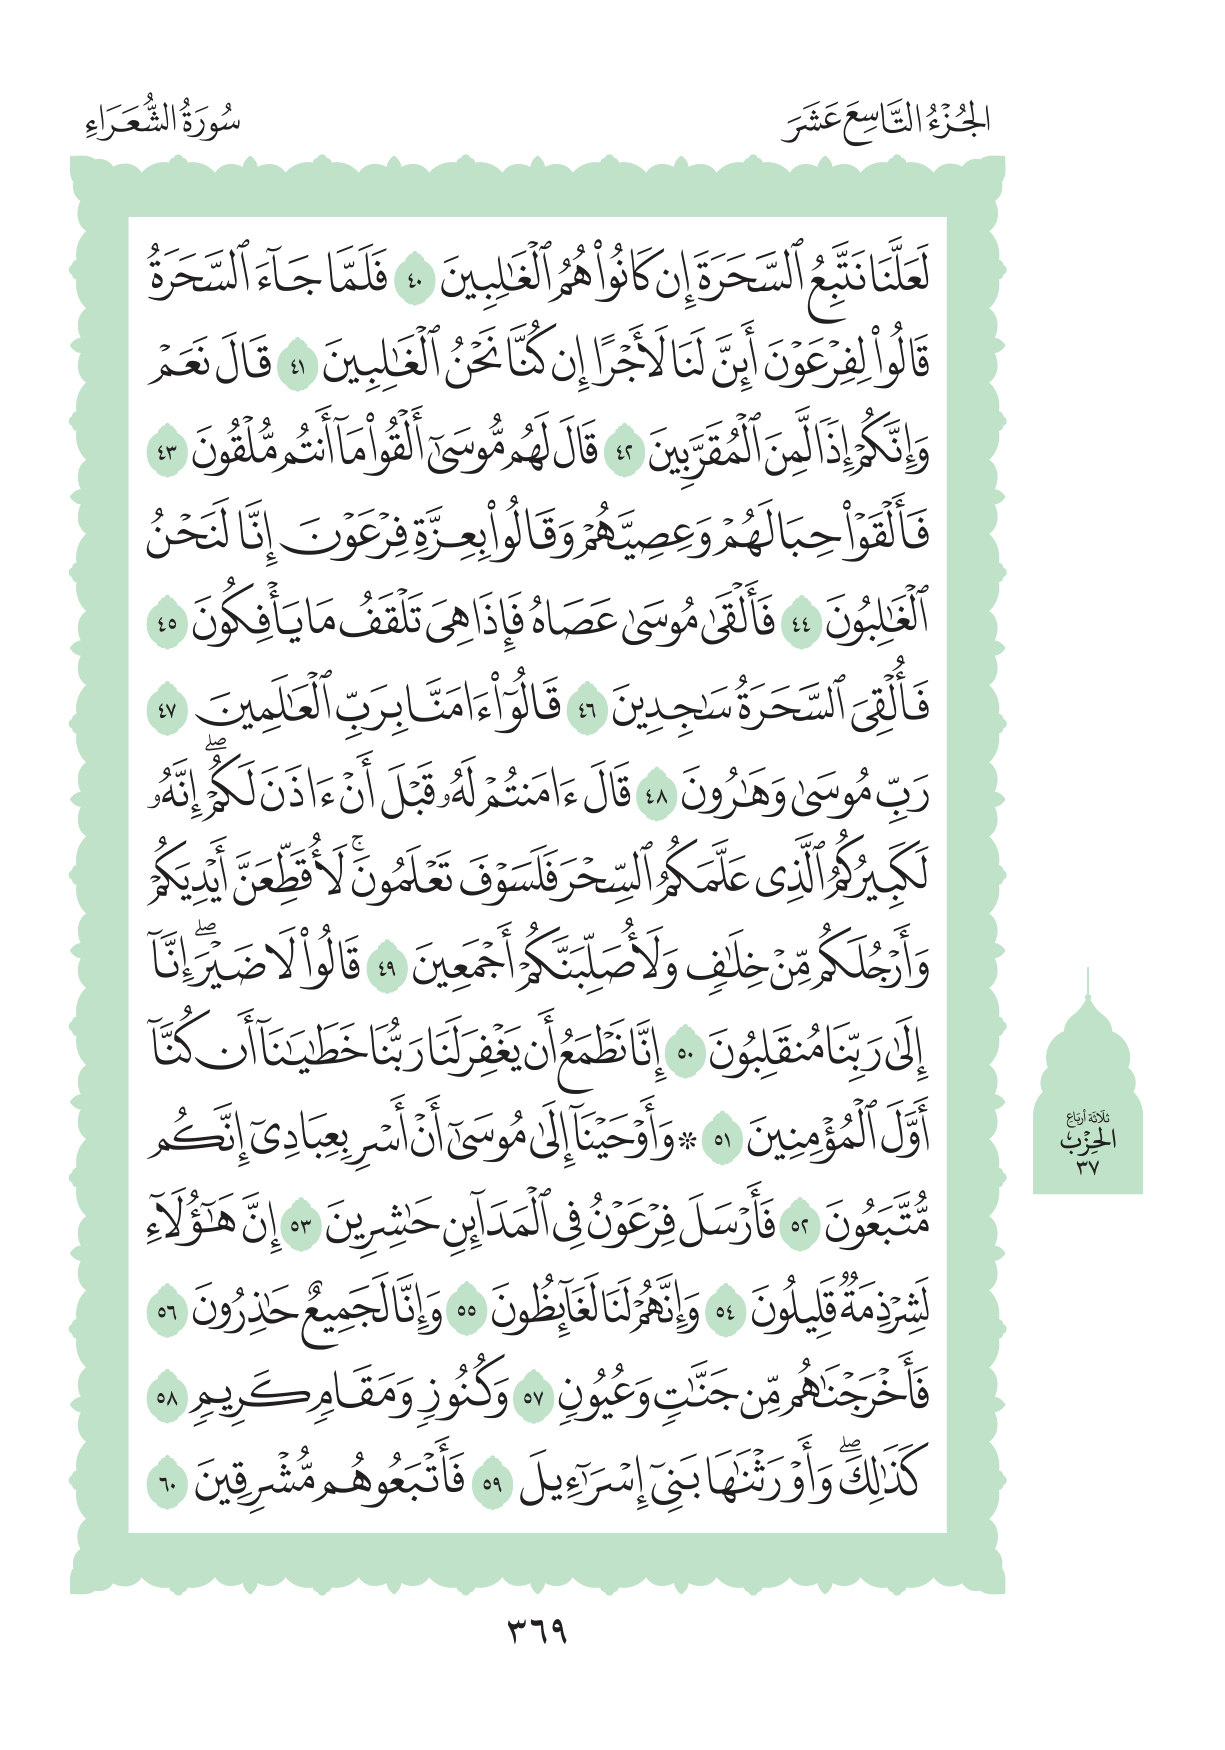 الجُزْءُ التَّاسِعَ عَشَرَ
سُورَةُ الشُّعَرَاءِ
لَعَلَّنَا نَتَّبِعُ ٱلسَّحَرَةَ إِن كَانُوا۟ هُمُ ٱلْغَـٰلِبِينَ ٤٠ فَلَمَّا جَآءَ ٱلسَّحَرَةُ
قَالُوا۟ لِفِرْعَوْنَ أَئِنَّ لَنَا لَأَجْرًا إِن كُنَّا نَحْنُ ٱلْغَـٰلِبِينَ ٤١ قَالَ نَعَمْ
وَإِنَّكُمْ إِذًا لَّمِنَ ٱلْمُقَرَّبِينَ ٤٢ قَالَ لَهُم مُّوسَىٰٓ أَلْقُوا۟ مَآ أَنتُم مُّلْقُونَ ٤٣
فَأَلْقَوْا۟ حِبَالَهُمْ وَعِصِيَّهُمْ وَقَالُوا۟ بِعِزَّةِ فِرْعَوْنَ إِنَّا لَنَحْنُ
ٱلْغَـٰلِبُونَ ٤٤ فَأَلْقَىٰ مُوسَىٰ عَصَاهُ فَإِذَا هِىَ تَلْقَفُ مَا يَأْفِكُونَ ٤٥
فَأُلْقِىَ ٱلسَّحَرَةُ سَـٰجِدِينَ ٤٦ قَالُوٓا۟ ءَامَنَّا بِرَبِّ ٱلْعَـٰلَمِينَ ٤٧
رَبِّ مُوسَىٰ وَهَـٰرُونَ ٤٨ قَالَ ءَامَنتُمْ لَهُۥ قَبْلَ أَنْ ءَاذَنَ لَكُمْ ۖ إِنَّهُۥ
لَكَبِيرُكُمُ ٱلَّذِى عَلَّمَكُمُ ٱلسِّحْرَ فَلَسَوْفَ تَعْلَمُونَ ۚ لَأُقَطِّعَنَّ أَيْدِيَكُمْ
وَأَرْجُلَكُم مِّنْ خِلَـٰفٍ وَلَأُصَلِّبَنَّكُمْ أَجْمَعِينَ ٤٩ قَالُوا۟ لَا ضَيْرَ ۖ إِنَّآ
إِلَىٰ رَبِّنَا مُنقَلِبُونَ ٥٠ إِنَّا نَطْمَعُ أَن يَغْفِرَ لَنَا رَبُّنَا خَطَـٰيَـٰنَآ أَن كُنَّآ
أَوَّلَ ٱلْمُؤْمِنِينَ ٥١ ۞ وَأَوْحَيْنَآ إِلَىٰ مُوسَىٰٓ أَنْ أَسْرِ بِعِبَادِىٓ إِنَّكُم
مُّتَّبَعُونَ ٥٢ فَأَرْسَلَ فِرْعَوْنُ فِى ٱلْمَدَآئِنِ حَـٰشِرِينَ ٥٣ إِنَّ هَـٰٓؤُلَآءِ
لَشِرْذِمَةٌ قَلِيلُونَ ٥٤ وَإِنَّهُمْ لَنَا لَغَآئِظُونَ ٥٥ وَإِنَّا لَجَمِيعٌ حَـٰذِرُونَ ٥٦
فَأَخْرَجْنَـٰهُم مِّن جَنَّـٰتٍ وَعُيُونٍ ٥٧ وَكُنُوزٍ وَمَقَامٍ كَرِيمٍ ٥٨
كَذَٰلِكَ ۖ وَأَوْرَثْنَـٰهَا بَنِىٓ إِسْرَٰٓءِيلَ ٥٩ فَأَتْبَعُوهُم مُّشْرِقِينَ ٦٠
ثلاثة أرباع
الحِزْب
٣٧
٣٦٩